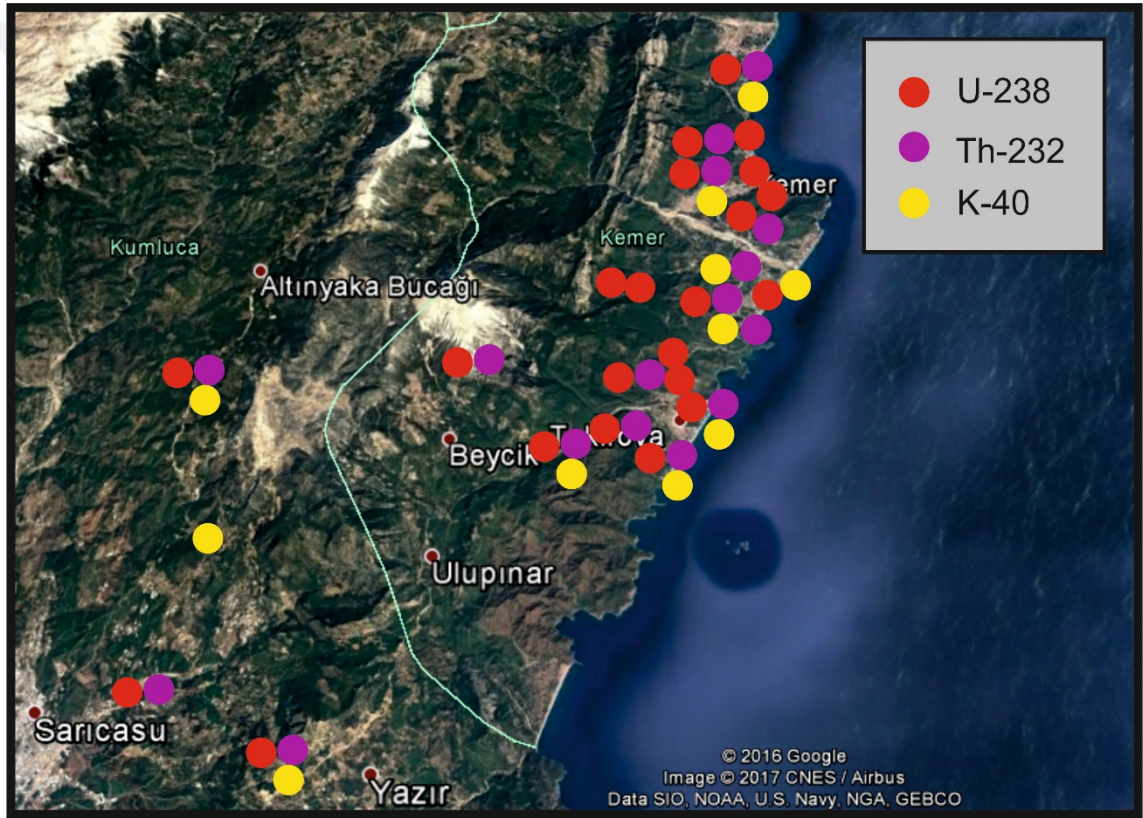 U-238
Th-232
K-40
Kemer
Kumluca
Kemer
Altınyaka Bucağı
Beycik
Tekirova
Ulupınar
Sarıcasu
Yazır
© 2016 Google
Image © 2017 CNES / Airbus
Data SIO, NOAA, U.S. Navy, NGA, GEBCO